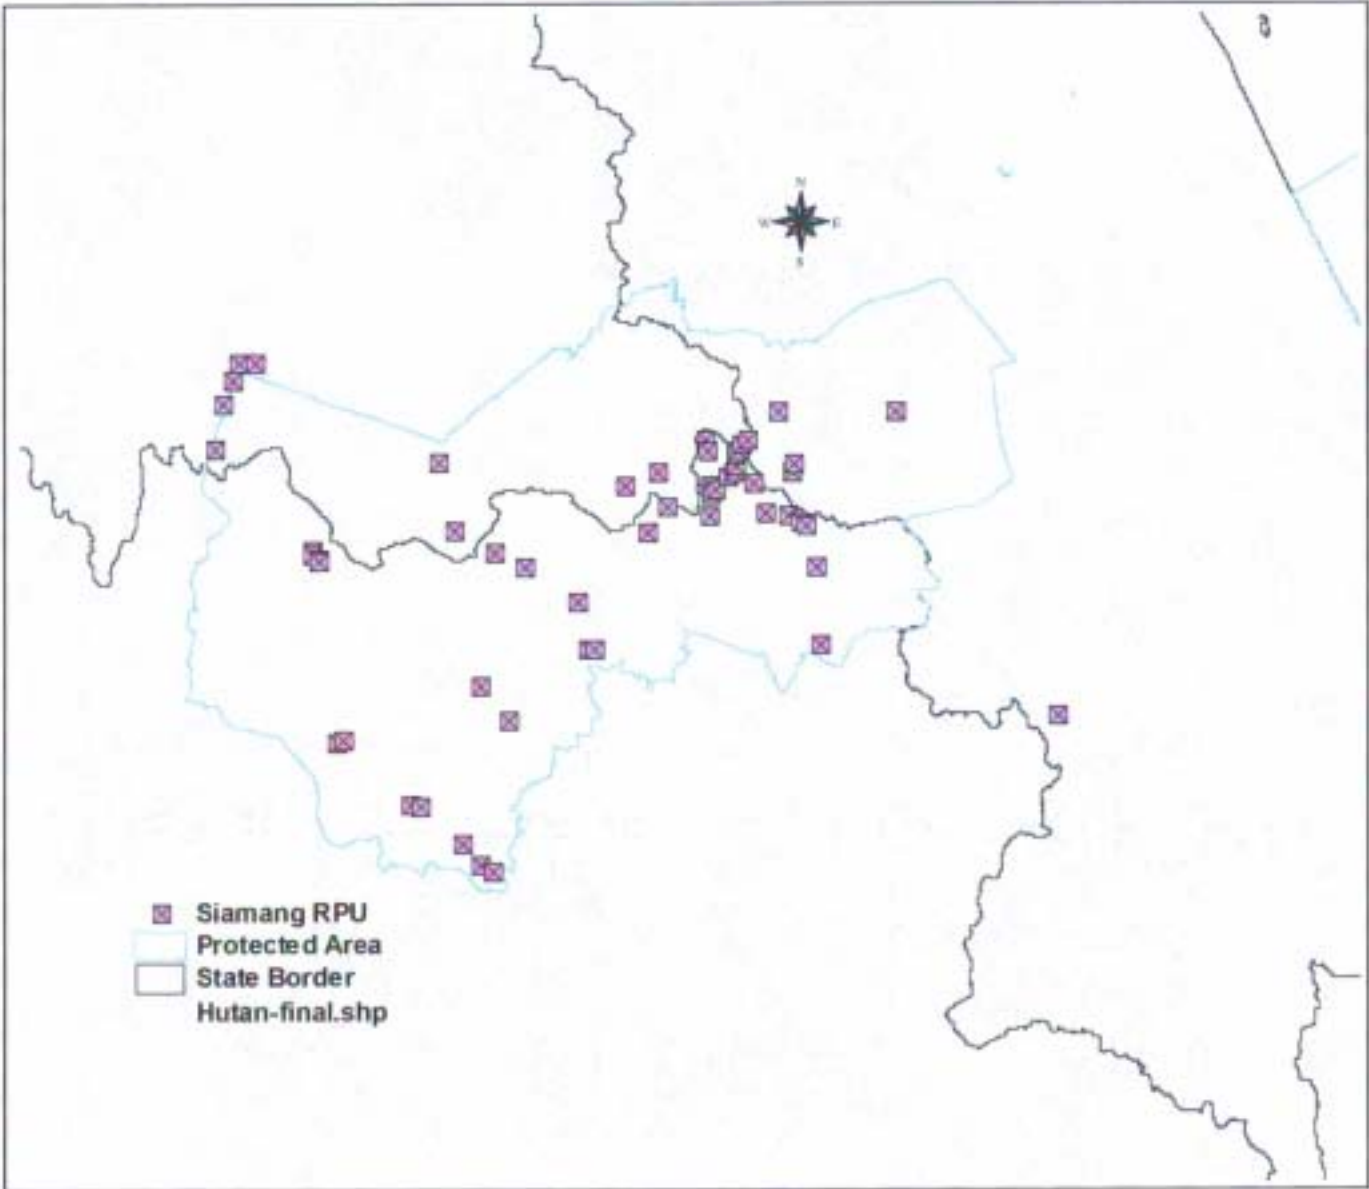 N
W E
S
Siamang RPU
Protected Area
State Border
Hutan-final.shp